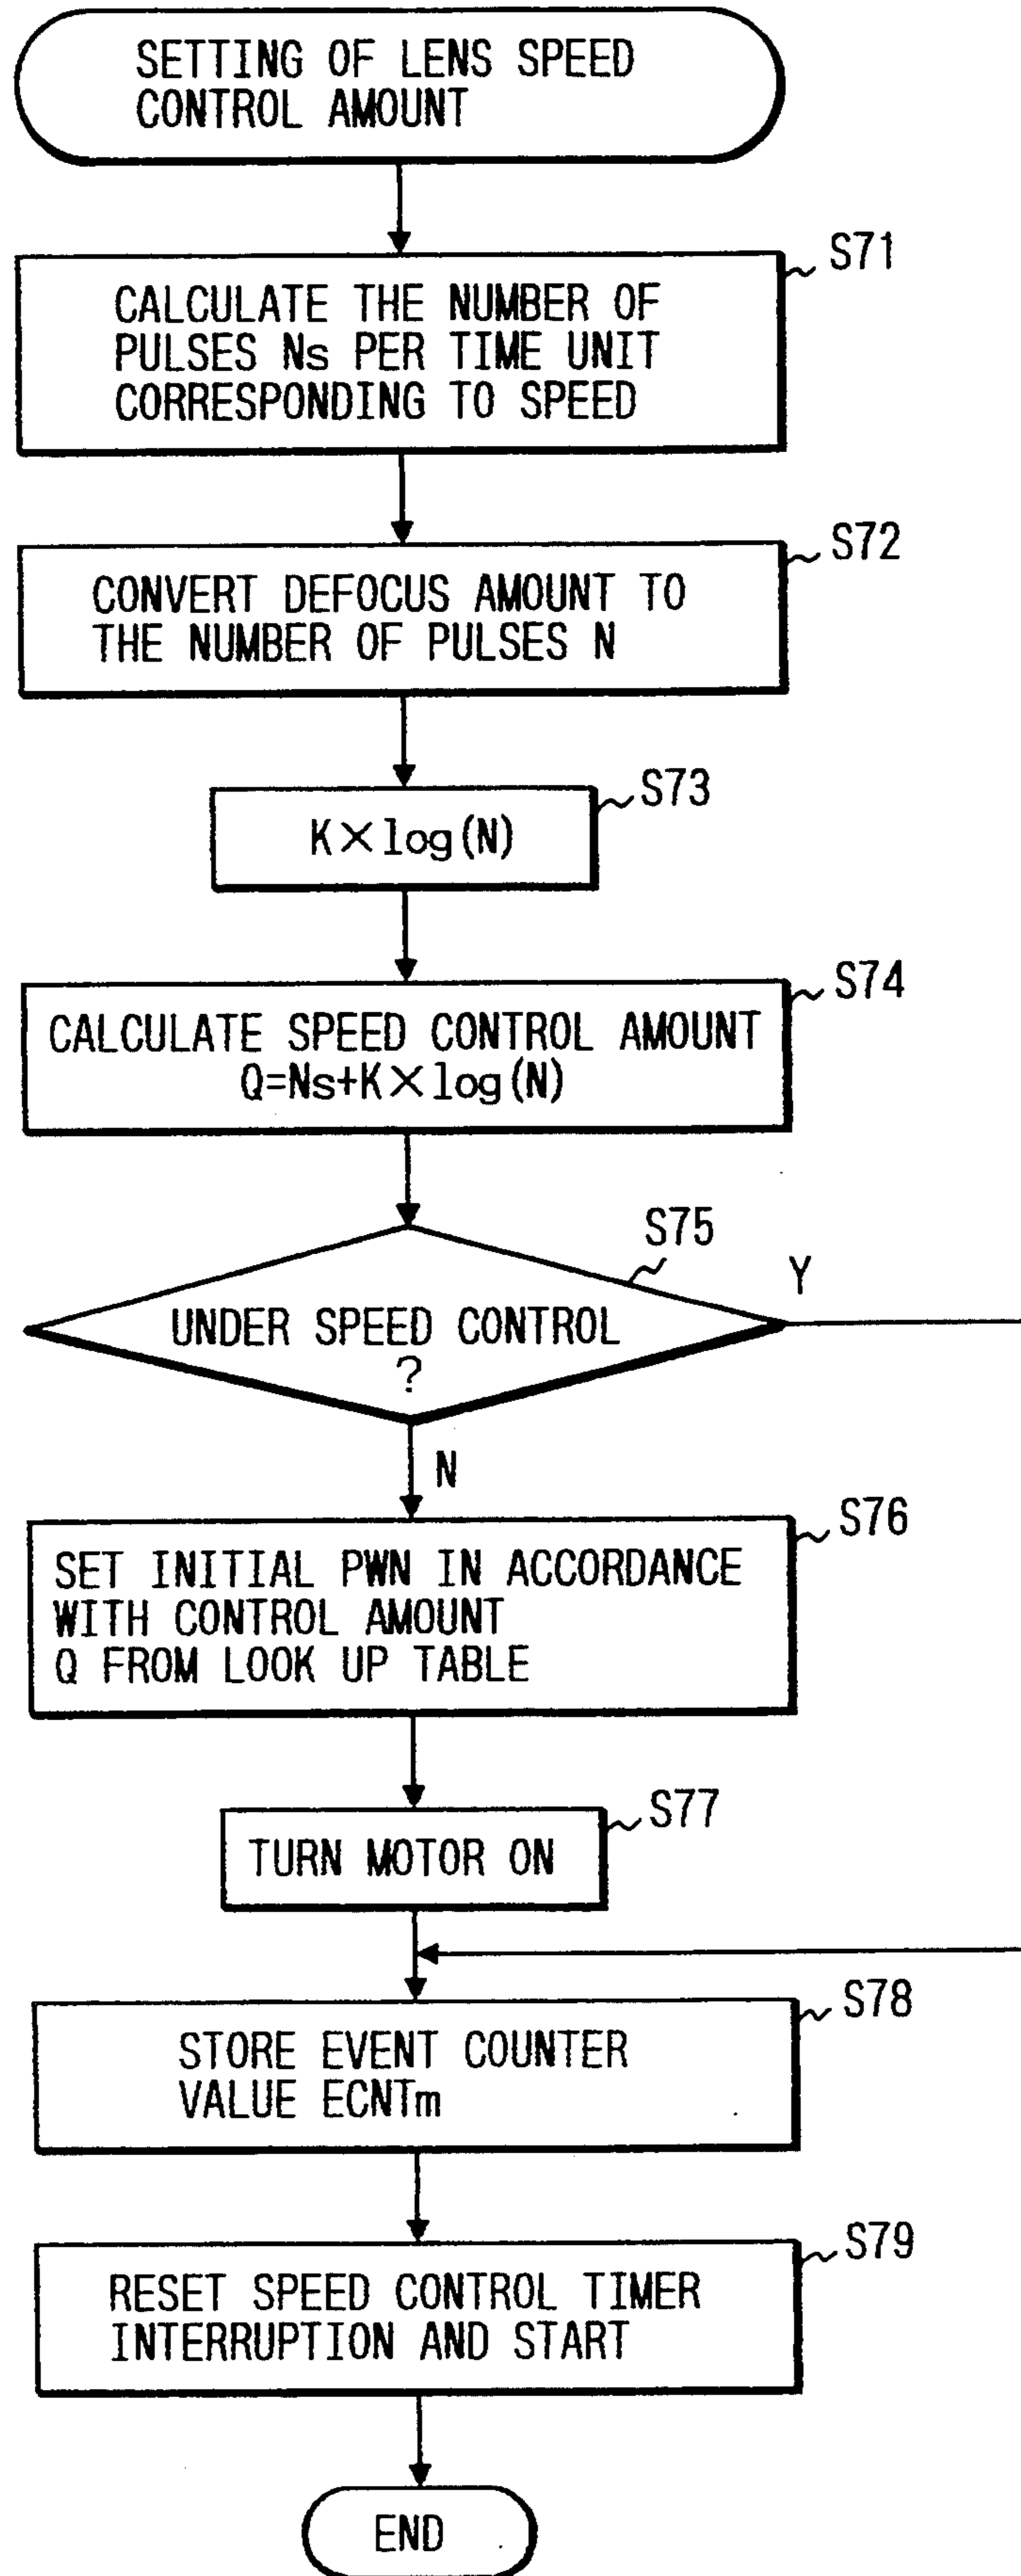 SETTING OF LENS SPEED
CONTROL AMOUNT
S71
CALCULATE THE NUMBER OF
PULSES Ns PER TIME UNIT
CORRESPONDING TO SPEED
S72
CONVERT DEFOCUS AMOUNT TO
THE NUMBER OF PULSES N
S73
K×log(N)
S74
CALCULATE SPEED CONTROL AMOUNT
Q=Ns+K×log(N)
S75
Y
UNDER SPEED CONTROL
?
N
S76
SET INITIAL PWN IN ACCORDANCE
WITH CONTROL AMOUNT
Q FROM LOOK UP TABLE
S77
TURN MOTOR ON
S78
STORE EVENT COUNTER
VALUE ECNTm
S79
RESET SPEED CONTROL TIMER
INTERRUPTION AND START
END